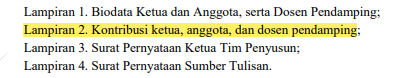 Lampiran 1. Biodata Ketua dan Anggota, serta Dosen Pendamping;
Lampiran 2. Kontribusi ketua, anggota, dan dosen pendamping;
Lampiran 3. Surat Pernyataan Ketua Tim Penyusun;
Lampiran 4. Surat Pernyataan Sumber Tulisan.